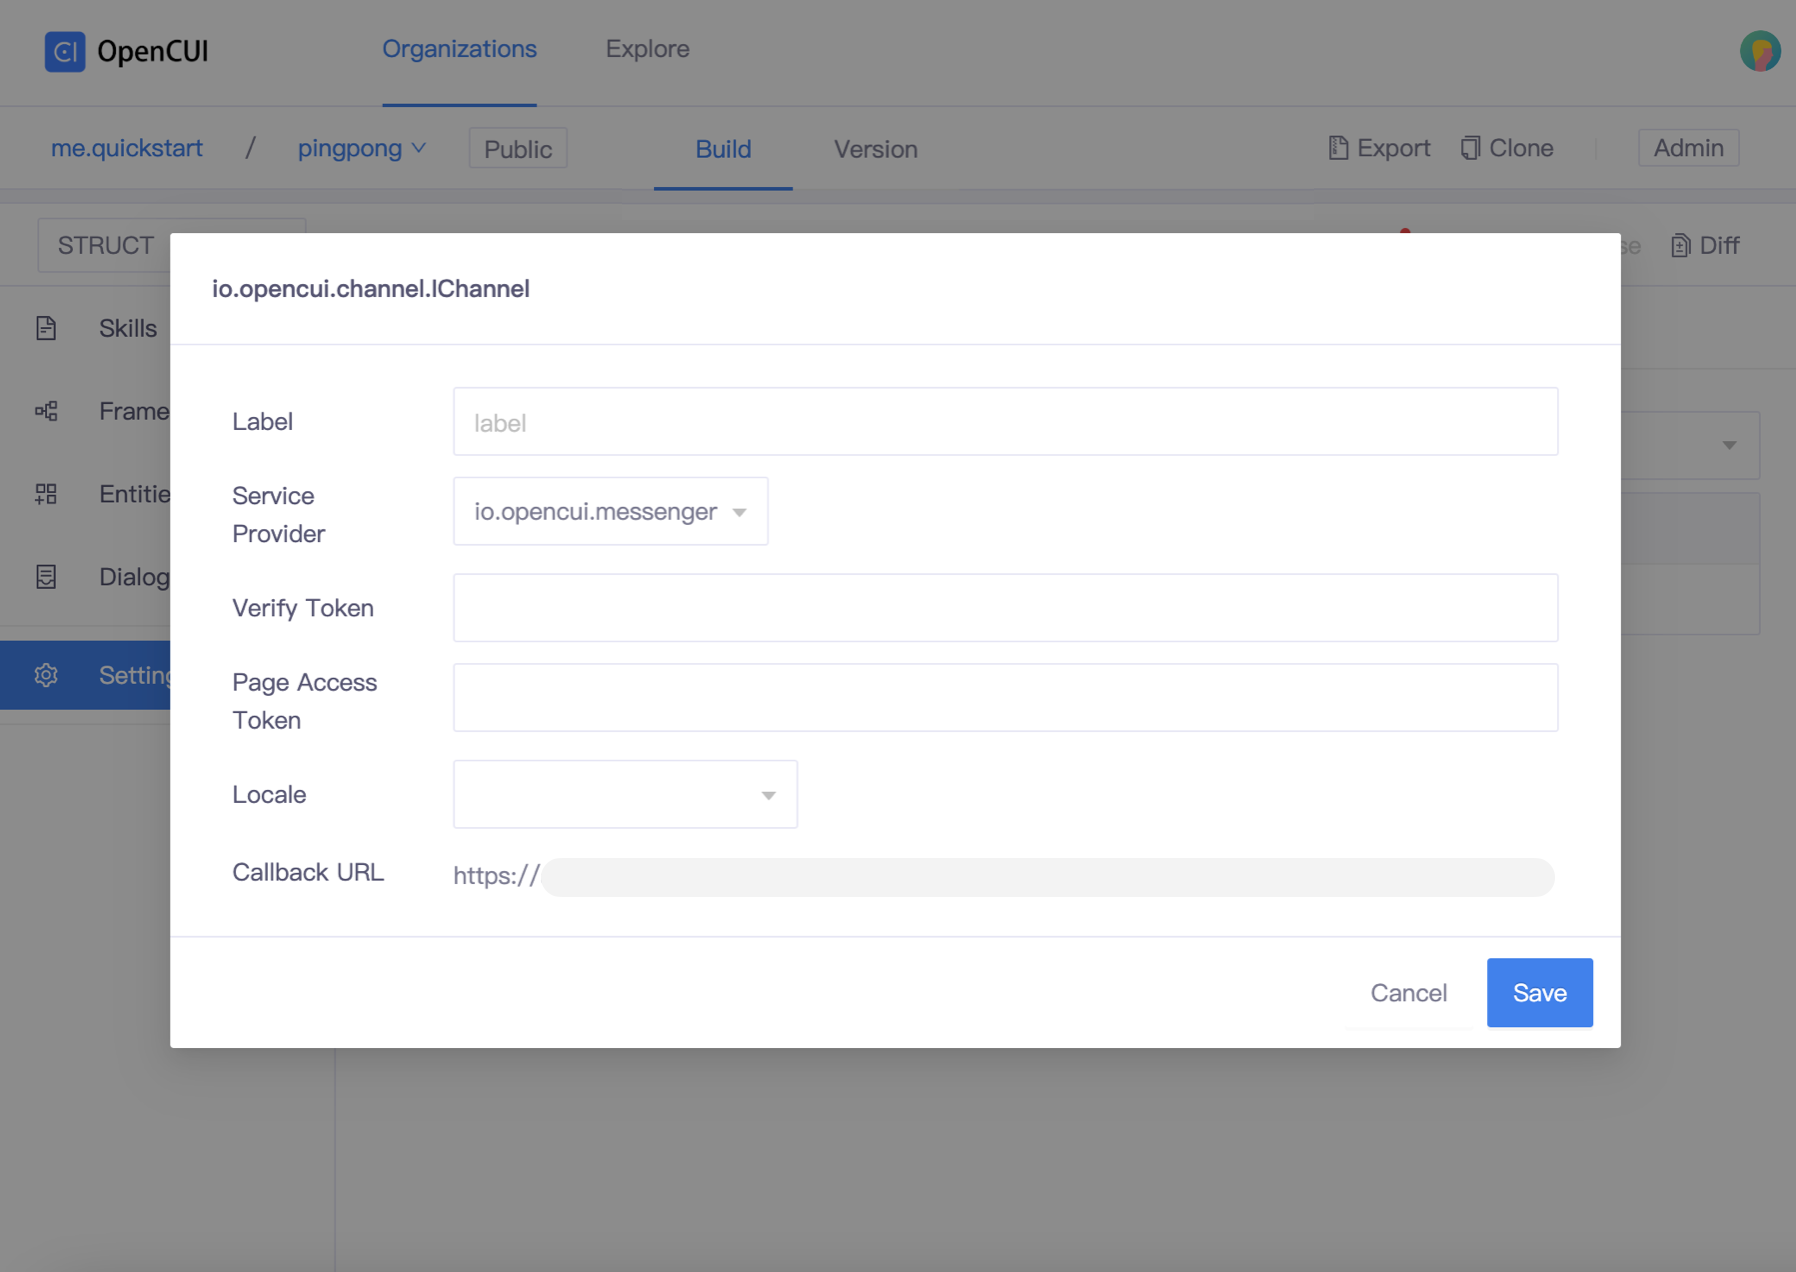 OpenCUI
Organizations
Explore
me.quickstart / pingpong
Public
Build
Version
Export
Clone
Admin
STRUCT
se
Diff
Skills
Frame
Entitie
Dialog
Setting
io.opencui.channel.IChannel
Label
label
Service
Provider
io.opencui.messenger
Verify Token
Page Access
Token
Locale
Callback URL
https://
Cancel
Save